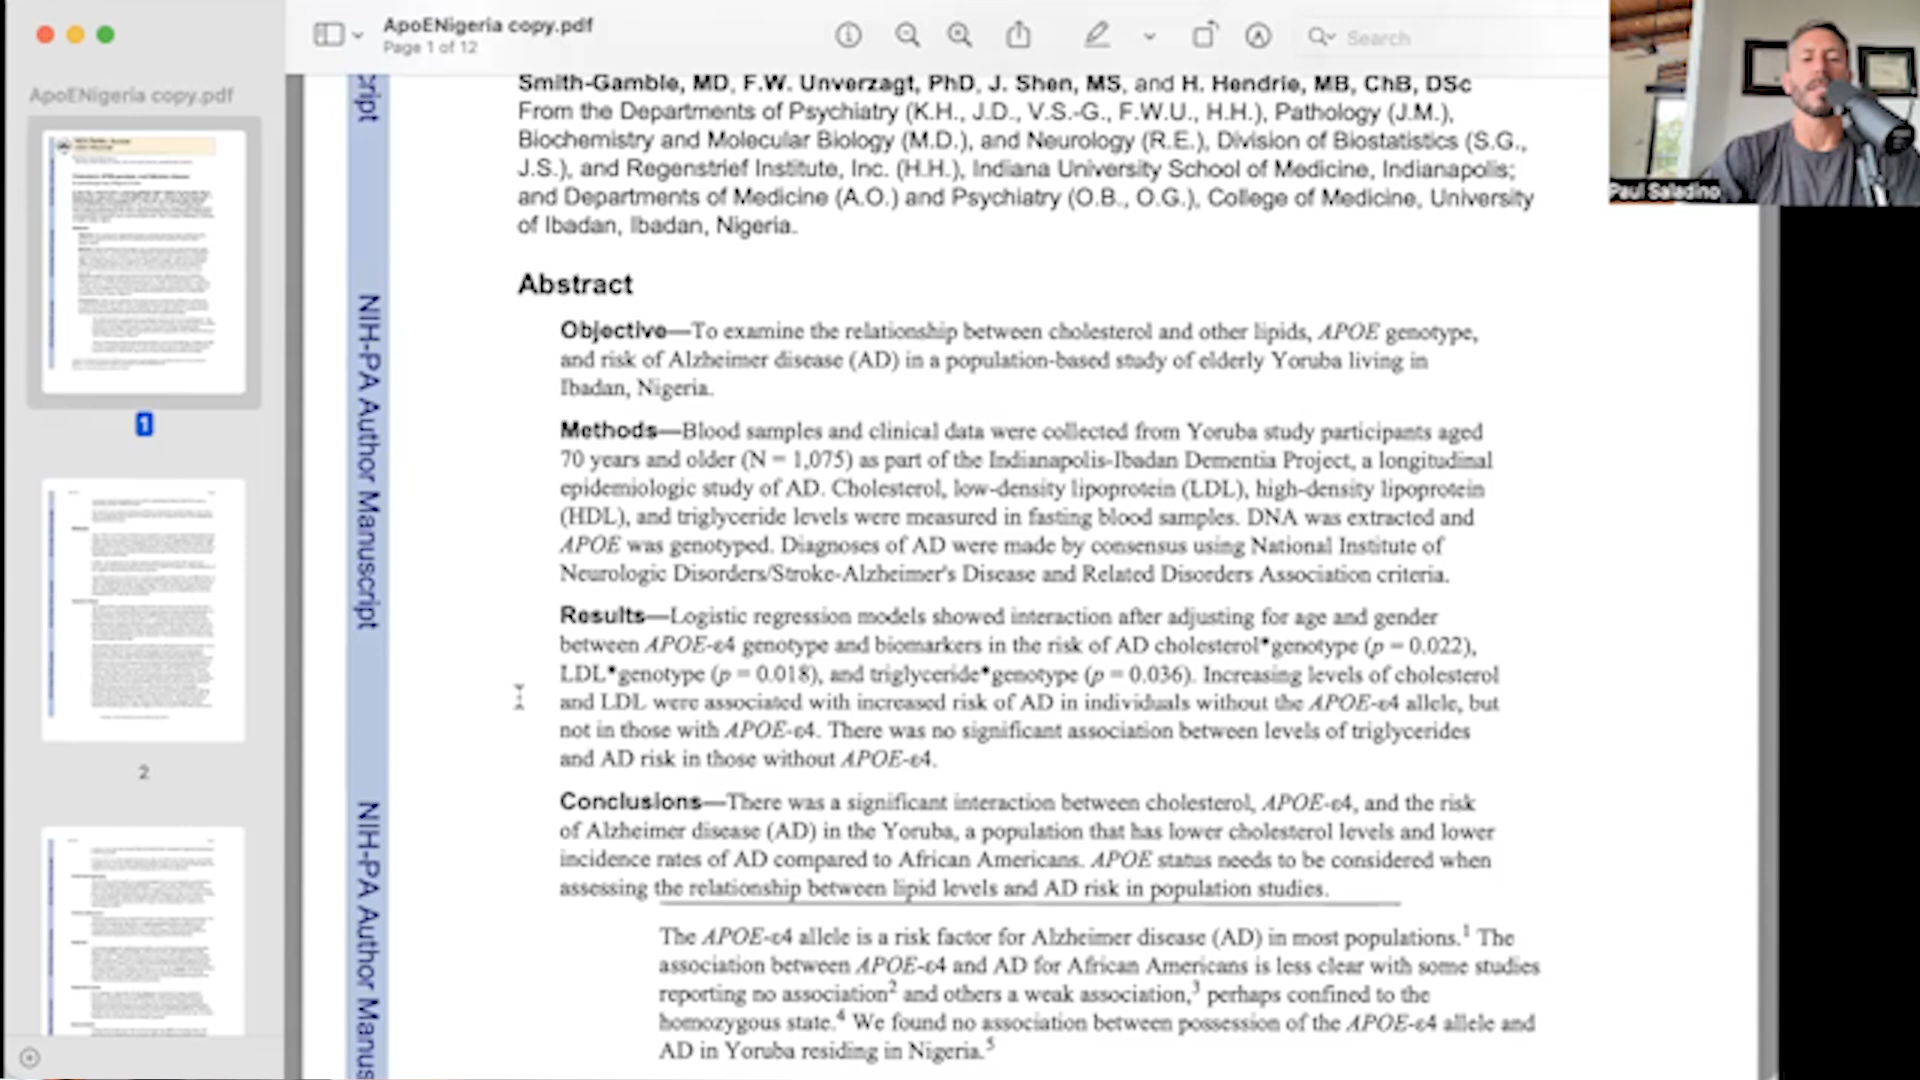 ApoENigeria copy.pdf
Page 1 of 12
Search
ApoENigeria copy.pdf
1
2
Paul Saladino
cript
NIH-PA Author Manuscript
NIH-PA Author Manus
Smith-Gamble, MD, F.W. Unverzagt, PhD, J. Shen, MS, and H. Hendrie, MB, ChB, DSc
From the Departments of Psychiatry (K.H., J.D., V.S.-G., F.W.U., H.H.), Pathology (J.M.),
Biochemistry and Molecular Biology (M.D.), and Neurology (R.E.), Division of Biostatistics (S.G.,
J.S.), and Regenstrief Institute, Inc. (H.H.), Indiana University School of Medicine, Indianapolis;
and Departments of Medicine (A.O.) and Psychiatry (O.B., O.G.), College of Medicine, University
of Ibadan, Ibadan, Nigeria.
Abstract
Objective—To examine the relationship between cholesterol and other lipids, APOE genotype,
and risk of Alzheimer disease (AD) in a population-based study of elderly Yoruba living in
Ibadan, Nigeria.
Methods—Blood samples and clinical data were collected from Yoruba study participants aged
70 years and older (N = 1,075) as part of the Indianapolis-Ibadan Dementia Project, a longitudinal
epidemiologic study of AD. Cholesterol, low-density lipoprotein (LDL), high-density lipoprotein
(HDL), and triglyceride levels were measured in fasting blood samples. DNA was extracted and
APOE was genotyped. Diagnoses of AD were made by consensus using National Institute of
Neurologic Disorders/Stroke-Alzheimer's Disease and Related Disorders Association criteria.
Results—Logistic regression models showed interaction after adjusting for age and gender
between APOE-ε4 genotype and biomarkers in the risk of AD cholesterol*genotype (p = 0.022),
LDL*genotype (p = 0.018), and triglyceride*genotype (p = 0.036). Increasing levels of cholesterol
and LDL were associated with increased risk of AD in individuals without the APOE-ε4 allele, but
not in those with APOE-ε4. There was no significant association between levels of triglycerides
and AD risk in those without APOE-ε4.
Conclusions—There was a significant interaction between cholesterol, APOE-ε4, and the risk
of Alzheimer disease (AD) in the Yoruba, a population that has lower cholesterol levels and lower
incidence rates of AD compared to African Americans. APOE status needs to be considered when
assessing the relationship between lipid levels and AD risk in population studies.
The APOE-ε4 allele is a risk factor for Alzheimer disease (AD) in most populations.¹ The
association between APOE-ε4 and AD for African Americans is less clear with some studies
reporting no association² and others a weak association,³ perhaps confined to the
homozygous state.⁴ We found no association between possession of the APOE-ε4 allele and
AD in Yoruba residing in Nigeria.⁵